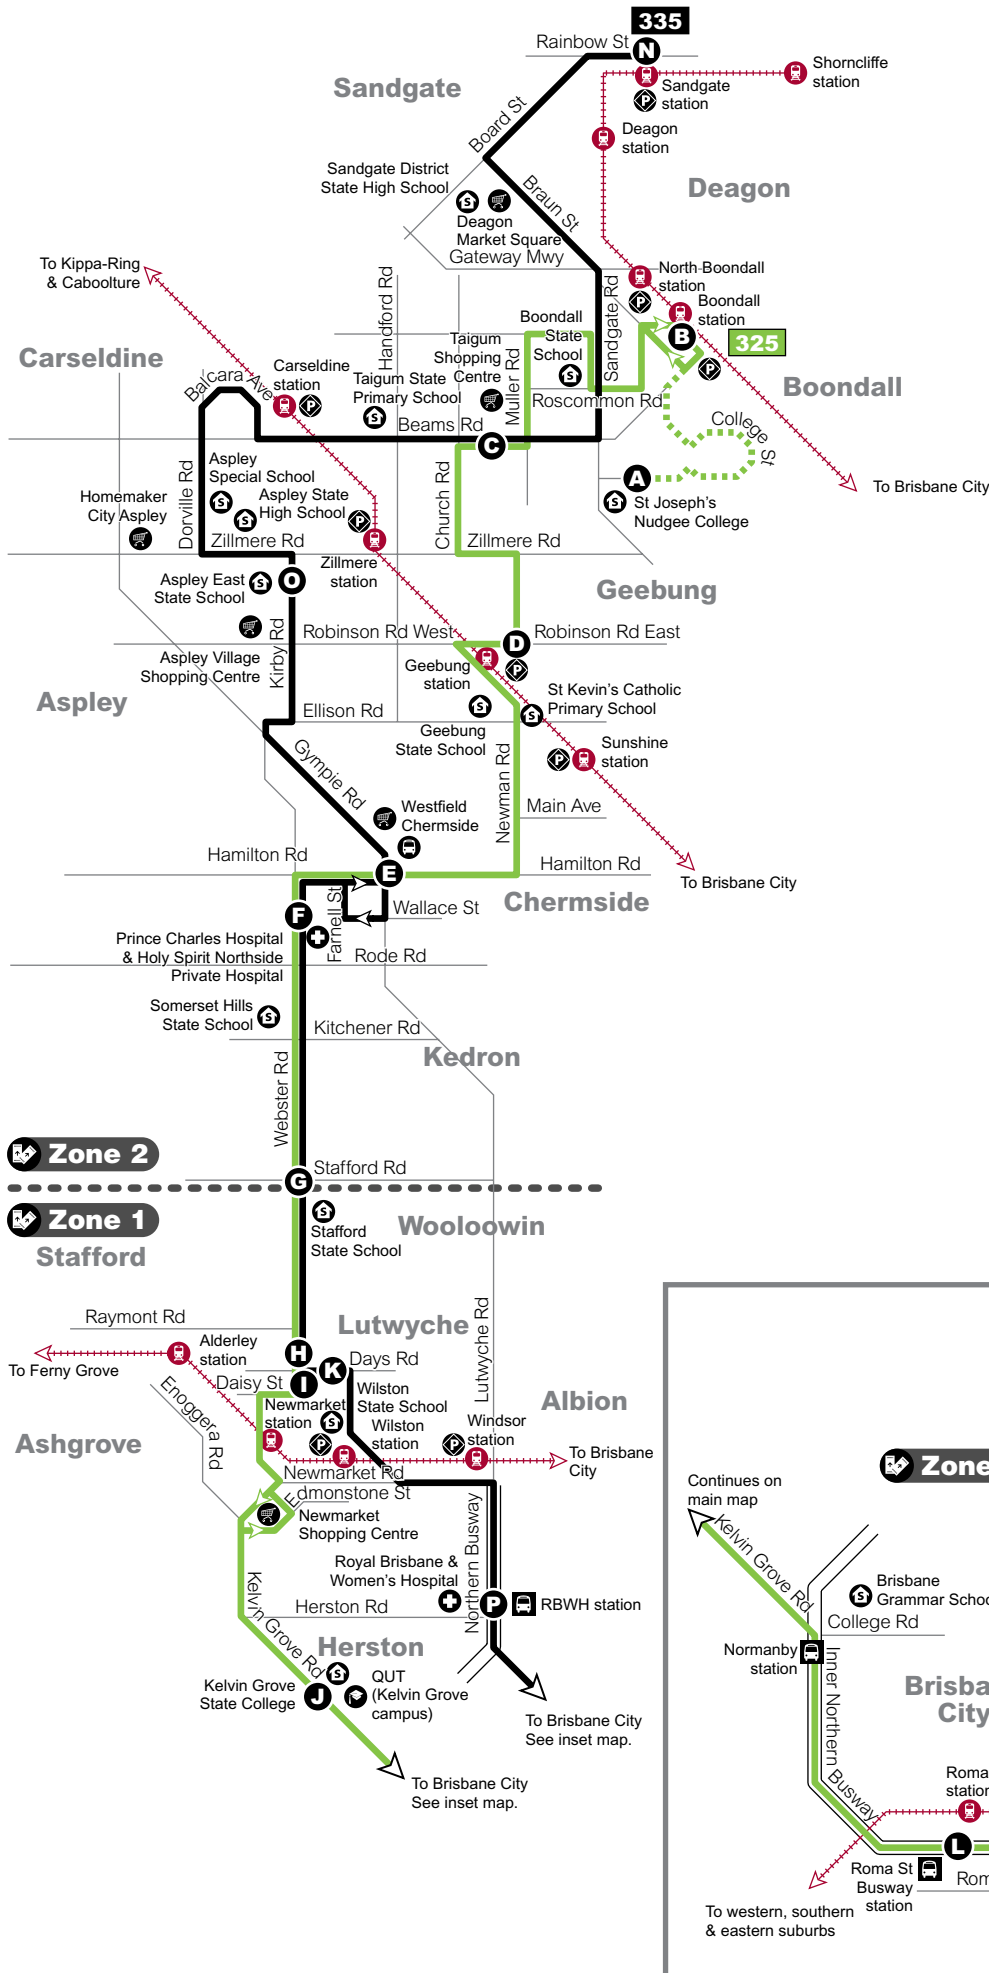 335
Rainbow St
N
Shorncliffe
station
Sandgate
Sandgate
station
P
Board St
Deagon
station
Sandgate District
State High School
S
Braun St
Deagon
Deagon
Market Square
Gateway Mwy
To Kippa-Ring
& Caboolture
North Boondall
station
P
Handford Rd
Sandgate Rd
Boondall
station
Boondall
State
School
S
B
325
P
Carseldine
Taigum
Shopping
Centre
Muller Rd
Carseldine
station
P
Balcara Ave
Taigum State
Primary School
S
Boondall
Roscommon Rd
Beams Rd
C
College St
Dorville Rd
Aspley
Special School
S
Church Rd
A
St Joseph's
Nudgee College
S
To Brisbane City
Homemaker
City Aspley
Aspley State
High School
S
P
Zillmere Rd
Zillmere Rd
Zillmere
station
Aspley East
State School
S
O
Geebung
Robinson Rd West
D
Robinson Rd East
Kirby Rd
Aspley Village
Shopping Centre
Geebung
station
P
Aspley
St Kevin's Catholic
Primary School
S
S
Ellison Rd
Geebung
State School
Sunshine
station
P
Gympie Rd
Newman Rd
Westfield
Chermside
Main Ave
Hamilton Rd
E
Hamilton Rd
To Brisbane City
Chermside
F
Farnell St
Wallace St
Prince Charles Hospital
& Holy Spirit Northside
Private Hospital
Rode Rd
Somerset Hills
State School
S
Kitchener Rd
Kedron
Webster Rd
Zone 2
G
Stafford Rd
Zone 1
S
Stafford
State School
Wooloowin
Stafford
Raymont Rd
Lutwyche
Lutwyche Rd
Alderley
station
To Ferny Grove
H
K
Days Rd
Daisy St
I
Wilston
State School
S
Enoggera Rd
Newmarket
station
Wilston
station
P
Windsor
station
P
Albion
Ashgrove
To Brisbane
City
Newmarket Rd
Edmonstone St
Newmarket
Shopping Centre
Northern Busway
Royal Brisbane &
Women's Hospital
Kelvin Grove Rd
Herston Rd
P
RBWH station
Herston
S
Kelvin Grove
State College
J
QUT
(Kelvin Grove
campus)
To Brisbane City
See inset map.
To Brisbane City
See inset map.
Zone
Continues on
main map
Kelvin Grove Rd
S
Brisbane
Grammar Schoo
College Rd
Normanby
station
Inner Northern Busway
Brisba
City
Roma
station
L
Roma St
Busway
station
Rom
To western, southern
& eastern suburbs